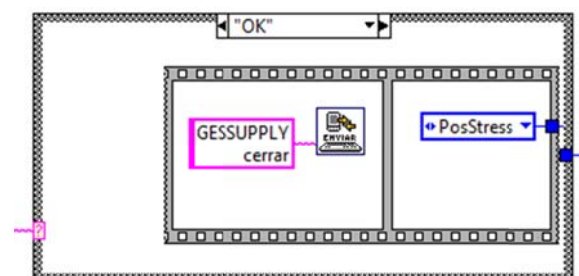 "OK"
GESSUPPLY
cerrar
ENVIAR
PosStress
?